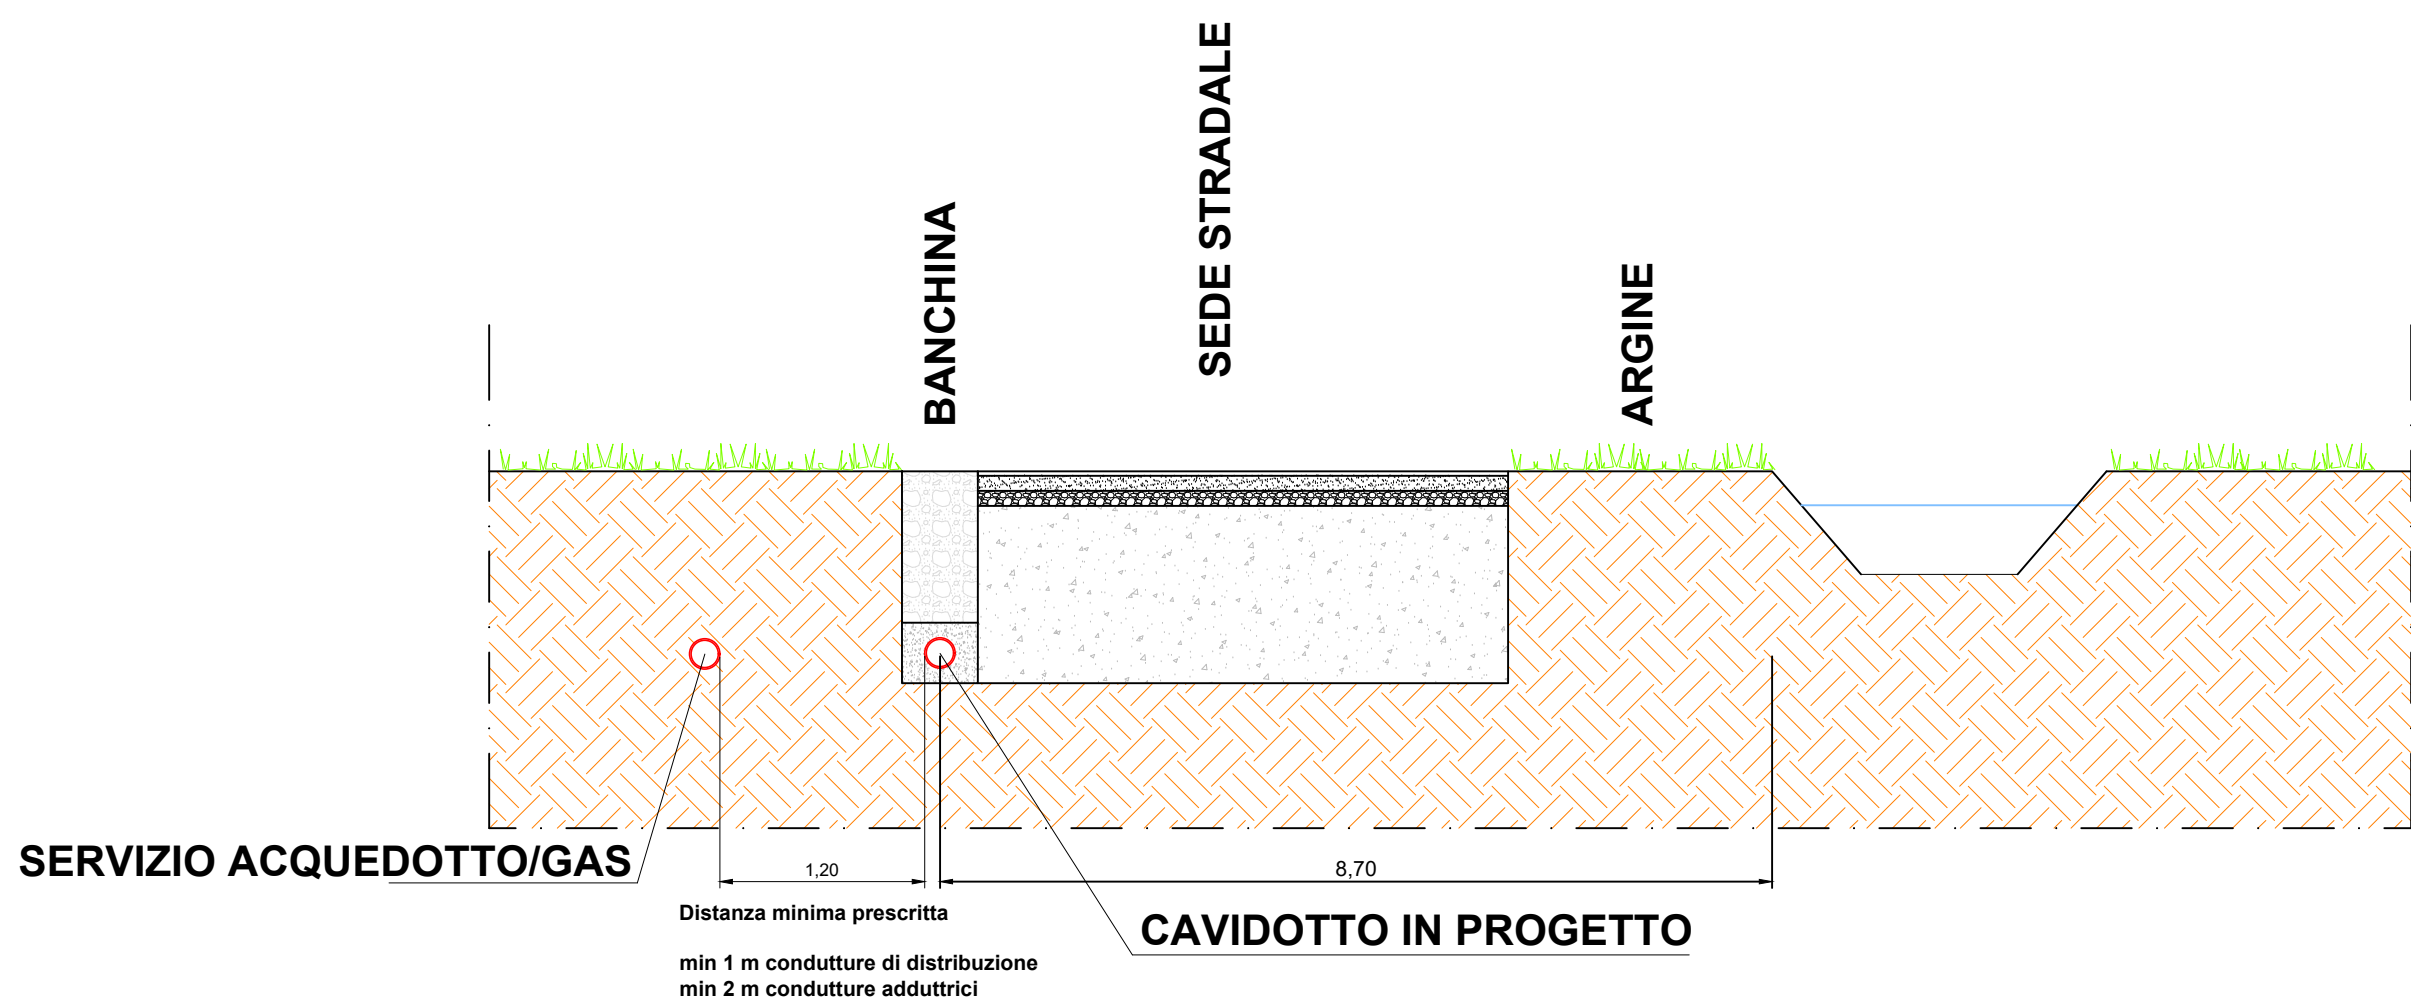 SEDE STRADALE
BANCHINA
ARGINE
SERVIZIO ACQUEDOTTO/GAS
1,20
8,70
Distanza minima prescritta
CAVIDOTTO IN PROGETTO
min 1 m condutture di distribuzione
min 2 m condutture adduttrici